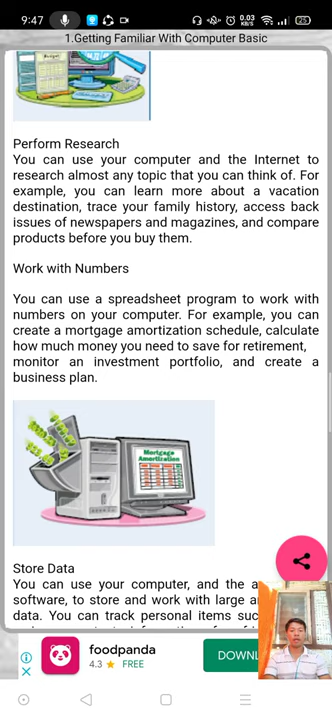 9:47
0.03
KB/S
25
1.Getting Familiar With Computer Basic
Perform Research
You can use your computer and the Internet to
research almost any topic that you can think of. For
example, you can learn more about a vacation
destination, trace your family history, access back
issues of newspapers and magazines, and compare
products before you buy them.
Work with Numbers
You can use a spreadsheet program to work with
numbers on your computer. For example, you can
create a mortgage amortization schedule, calculate
how much money you need to save for retirement,
monitor an investment portfolio, and create a
business plan.
Mortgage
Amortization
Store Data
You can use your computer, and the a
software, to store and work with large a
data. You can track personal items suc
foodpanda
4.3 ★ FREE
DOWNL